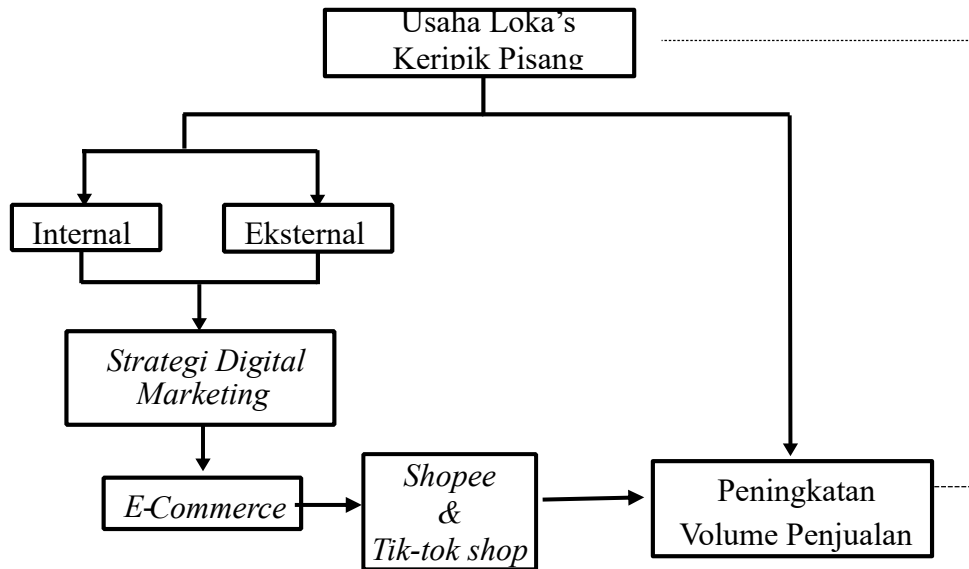 Usaha Loka’s
Keripik Pisang
Internal
Eksternal
Strategi Digital
Marketing
E-Commerce
Shopee
&
Tik-tok shop
Peningkatan
Volume Penjualan